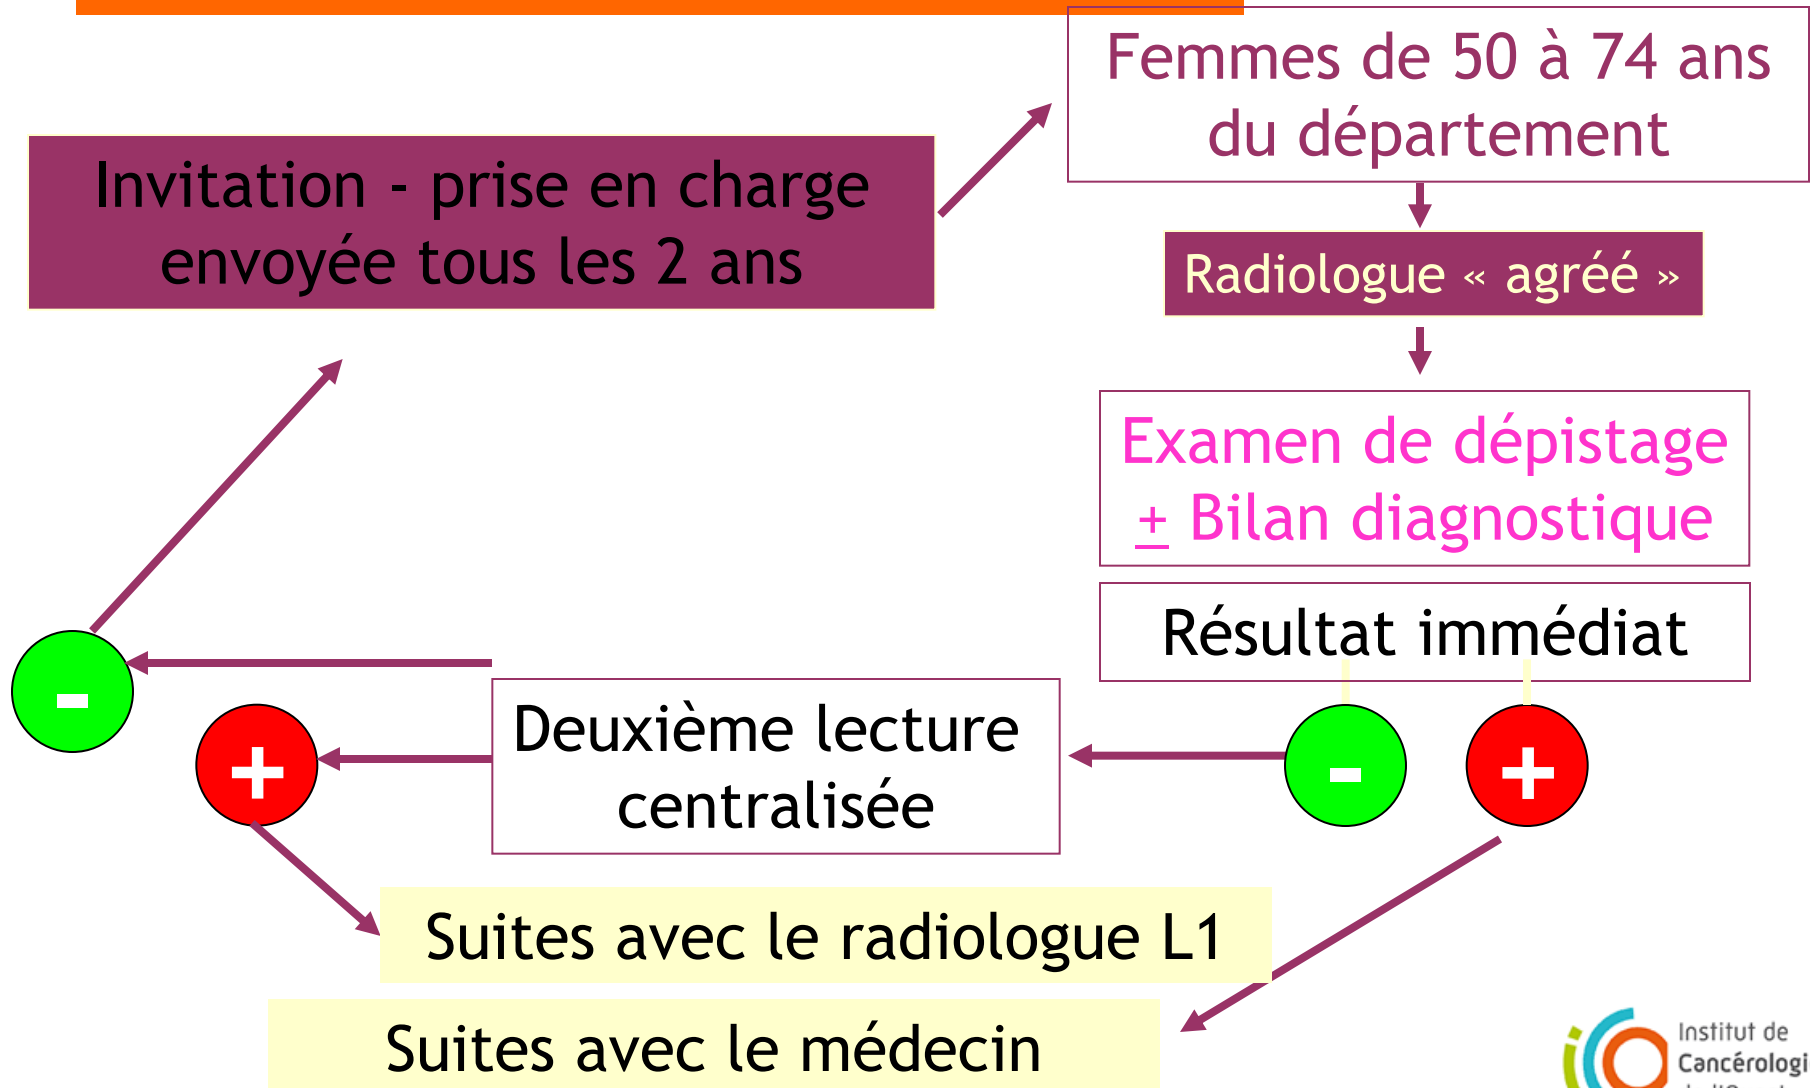 Femmes de 50 à 74 ans
du département
Invitation - prise en charge
envoyée tous les 2 ans
Radiologue « agréé »
Examen de dépistage
+ Bilan diagnostique
Résultat immédiat
-
+
Deuxième lecture
centralisée
-
+
Suites avec le radiologue L1
Suites avec le médecin
Institut de
Cancérologi